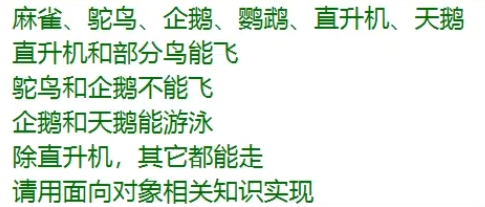 麻雀、鸵鸟、企鹅、鹦鹉、直升机、天鹅
直升机和部分鸟能飞
鸵鸟和企鹅不能飞
企鹅和天鹅能游泳
除直升机，其它都能走
请用面向对象相关知识实现